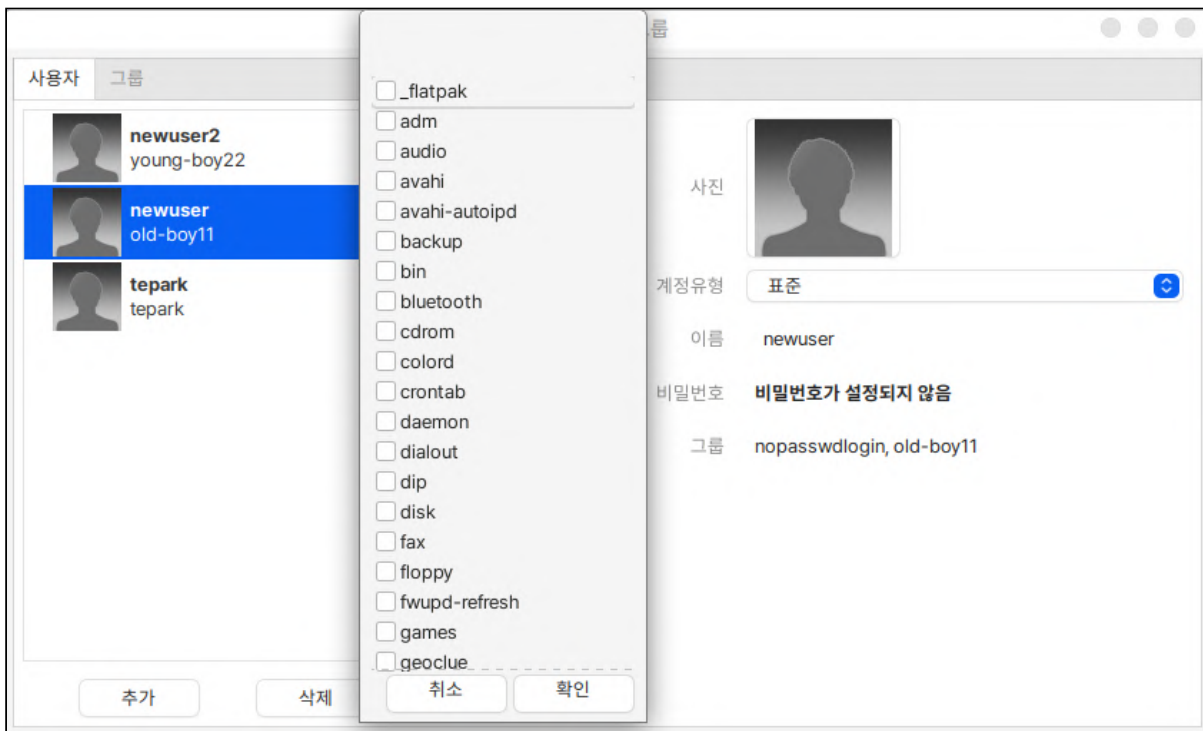 룹
사용자 그룹
newuser2
young-boy22
newuser
old-boy11
tepark
tepark
추가 삭제
_flatpak
adm
audio
avahi
avahi-autoipd
backup
bin
bluetooth
cdrom
colord
crontab
daemon
dialout
dip
disk
fax
floppy
fwupd-refresh
games
geoclue
취소 확인
사진
계정유형 표준
이름 newuser
비밀번호 비밀번호가 설정되지 않음
그룹 nopasswdlogin, old-boy11